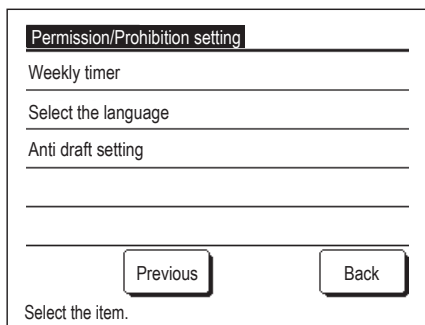 Permission/Prohibition setting
Weekly timer
Select the language
Anti draft setting
Previous
Back
Select the item.